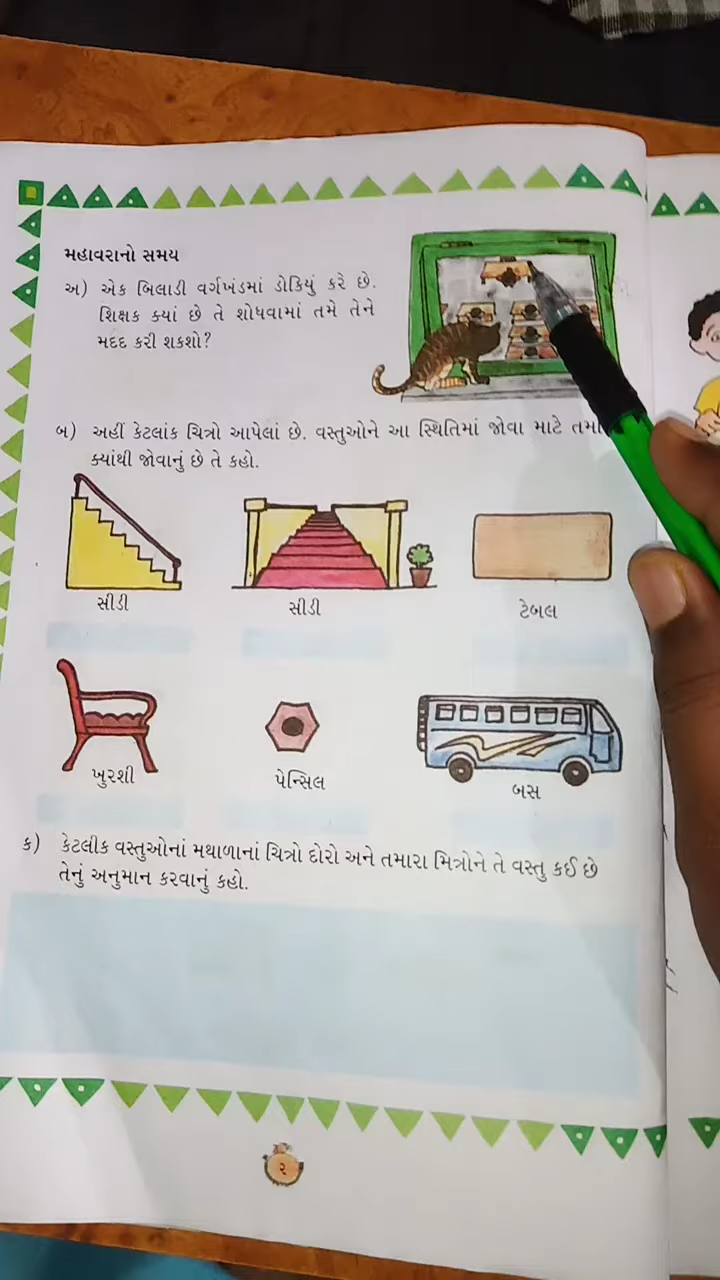 મહાવરાનો સમય
અ) એક બિલાડી વર્ગખંડમાં ડોકિયું કરે છે.
શિક્ષક ક્યાં છે તે શોધવામાં તમે તેને
મદદ કરી શકશો?
બ) અહીં કેટલાંક ચિત્રો આપેલાં છે. વસ્તુઓને આ સ્થિતિમાં જોવા માટે
ક્યાંથી જોવાનું છે તે કહો.
સીડી
સીડી
ટેબલ
ખુરશી
પેન્સિલ
બસ
ક) કેટલીક વસ્તુઓનાં મથાળાનાં ચિત્રો દોરો અને તમારા મિત્રોને તે વસ્તુ કઈ છે
તેનું અનુમાન કરવાનું કહો.
૨